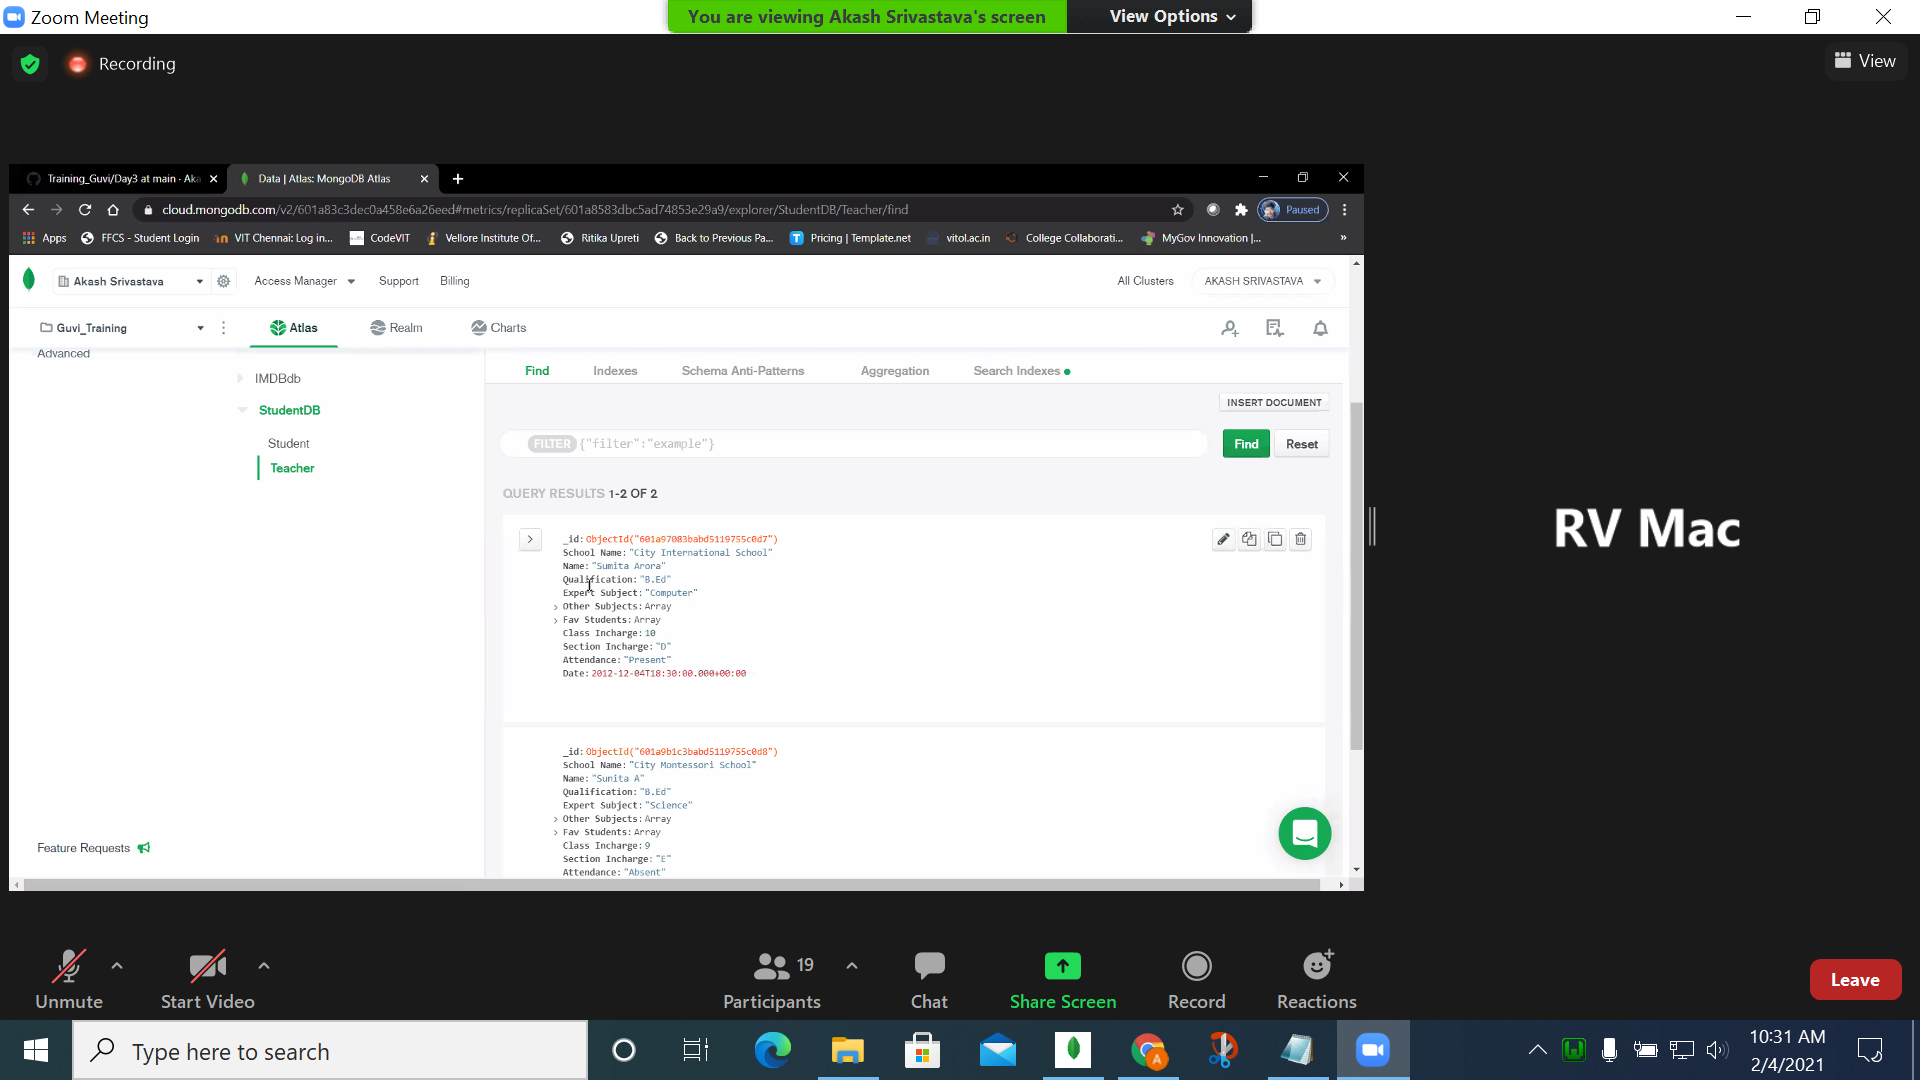 Zoom Meeting
You are viewing Akash Srivastava's screen
View Options
Recording
View
Training_Guvi/Day3 at main · Aka
Data | Atlas: MongoDB Atlas
cloud.mongodb.com/v2/601a83c3dec0a458e6a26eed#metrics/replicaSet/601a8583dbc5ad74853e29a9/explorer/StudentDB/Teacher/find
Paused
Apps
FFCS - Student Login
VIT Chennai: Log in...
CodeVIT
Vellore Institute Of...
Ritika Upreti
Back to Previous Pa...
Pricing | Template.net
vitol.ac.in
College Collaborati...
MyGov Innovation |...
»
Akash Srivastava
Access Manager
Support
Billing
All Clusters
AKASH SRIVASTAVA
Guvi_Training
Atlas
Realm
Charts
Advanced
IMDBdb
StudentDB
Student
Teacher
Feature Requests
Find
Indexes
Schema Anti-Patterns
Aggregation
Search Indexes
INSERT DOCUMENT
FILTER {"filter":"example"}
Find
Reset
QUERY RESULTS 1-2 OF 2
_id: ObjectId("601a97083babd5119755c0d7")
School Name: "City International School"
Name: "Sumita Arora"
Qualification: "B.Ed"
Expert Subject: "Computer"
> Other Subjects: Array
> Fav Students: Array
Class Incharge: 10
Section Incharge: "D"
Attendance: "Present"
Date: 2012-12-04T18:30:00.000+00:00
_id: ObjectId("601a9b1c3babd5119755c0d8")
School Name: "City Montessori School"
Name: "Sunita A"
Qualification: "B.Ed"
Expert Subject: "Science"
> Other Subjects: Array
> Fav Students: Array
Class Incharge: 9
Section Incharge: "E"
Attendance: "Absent"
RV Mac
Unmute
Start Video
19
Participants
Chat
Share Screen
Record
Reactions
Leave
Type here to search
A
10:31 AM
2/4/2021